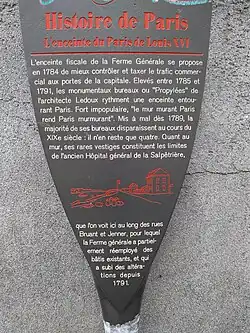 Histoire de Paris
L'enceinte du Paris de Louis XVI
L'enceinte fiscale de la Ferme Générale se propose
en 1784 de mieux contrôler et taxer le trafic commer-
cial aux portes de la capitale. Elevés entre 1785 et
1791, les monumentaux bureaux ou "Propylées" de
l'architecte Ledoux rythment une enceinte entou-
rant Paris. Fort impopulaire, "le mur murant Paris
rend Paris murmurant". Mis à mal dès 1789, la
majorité de ses bureaux disparaissent au cours du
XIXe siècle : il n'en reste que quatre. Quant au
mur, ses rares vestiges constituent les limites de
l'ancien Hôpital général de la Salpêtrière,
que l'on voit ici au long des rues
Bruant et Jenner, pour lequel
la Ferme générale a partiel-
lement réemployé des
bâtis existants, et qui
a subi des altéra-
tions depuis
1791.